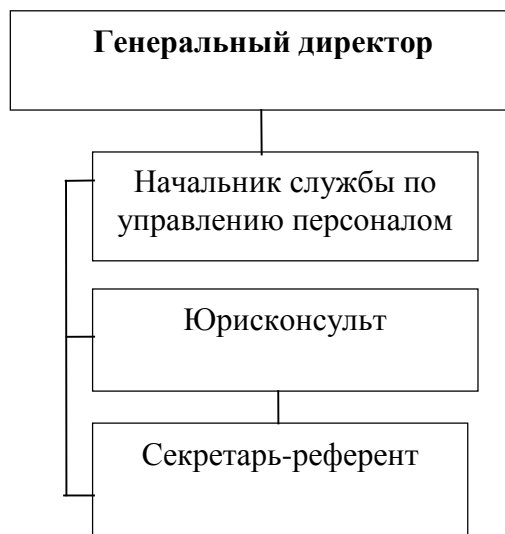 Генеральный директор
Начальник службы по
управлению персоналом
Юрисконсульт
Секретарь-референт